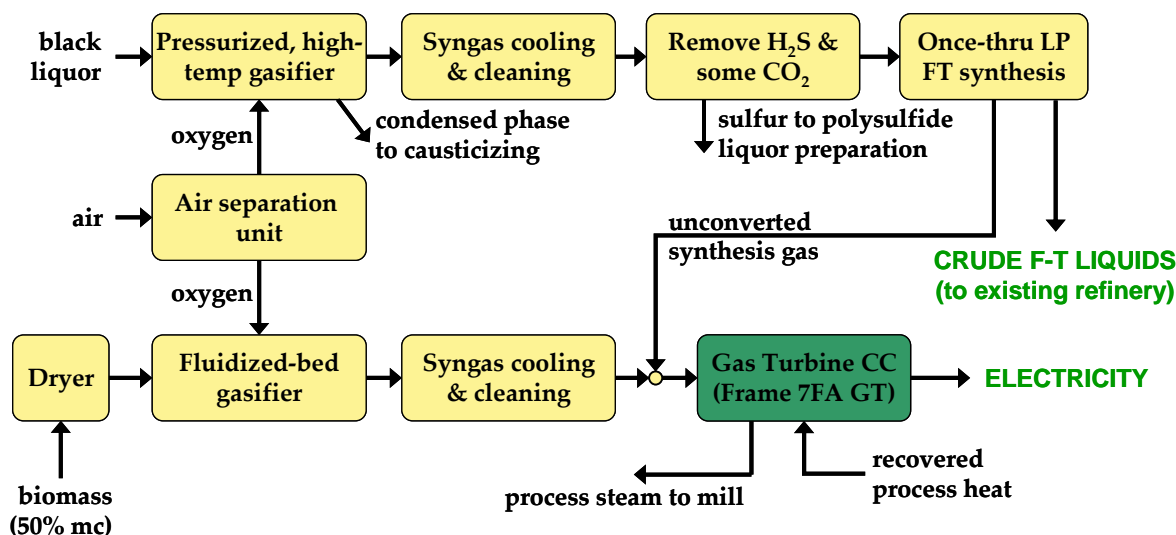 black
liquor
Pressurized, high-
temp gasifier
Syngas cooling
& cleaning
Remove H₂S &
some CO₂
Once-thru LP
FT synthesis
oxygen
condensed phase
to causticizing
sulfur to polysulfide
liquor preparation
air
Air separation
unit
unconverted
synthesis gas
CRUDE F-T LIQUIDS
(to existing refinery)
oxygen
Dryer
Fluidized-bed
gasifier
Syngas cooling
& cleaning
Gas Turbine CC
(Frame 7FA GT)
ELECTRICITY
biomass
(50% mc)
process steam to mill
recovered
process heat